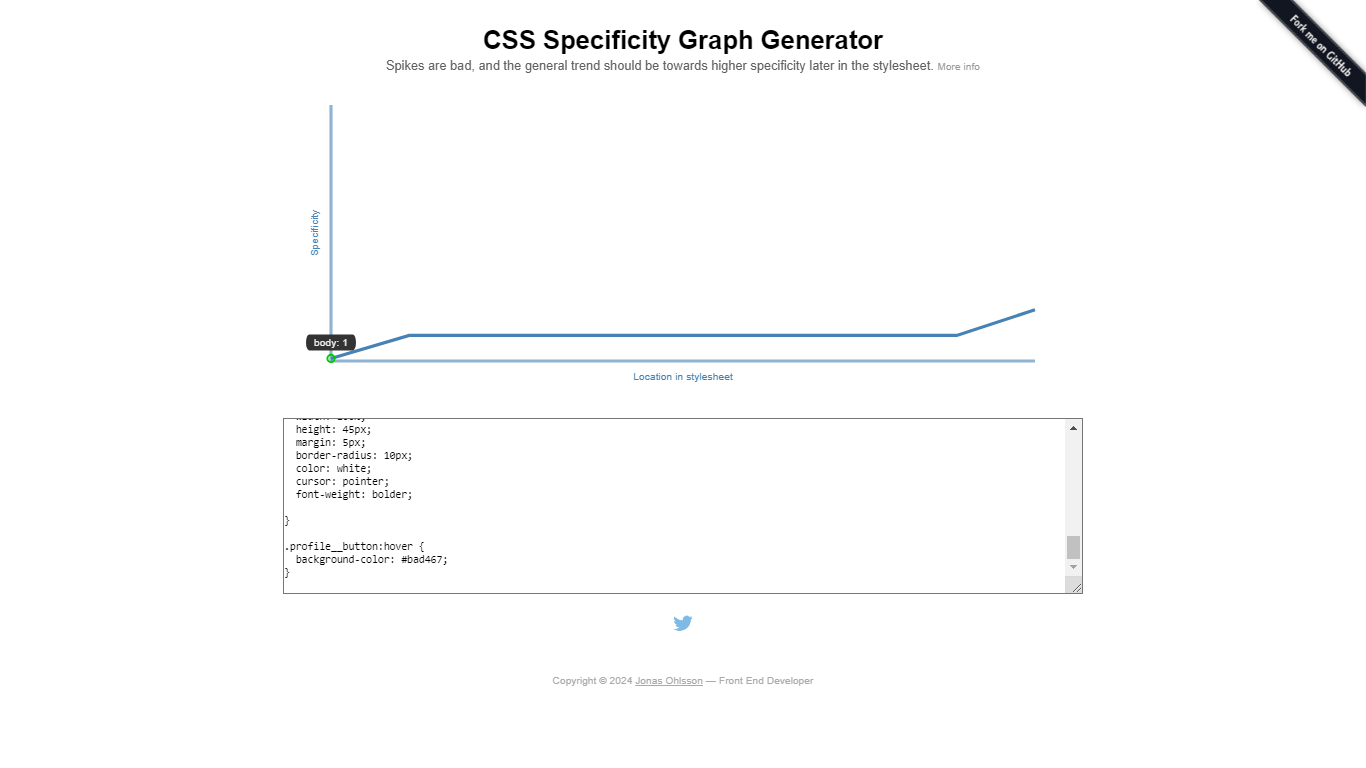 CSS Specificity Graph Generator
Spikes are bad, and the general trend should be towards higher specificity later in the stylesheet. More info
Fork me on GitHub
Specificity
body: 1
Location in stylesheet
height: 45px;
margin: 5px;
border-radius: 10px;
color: white;
cursor: pointer;
font-weight: bolder;
}
.profile__button:hover {
background-color: #bad467;
}
Copyright © 2024 Jonas Ohlsson — Front End Developer